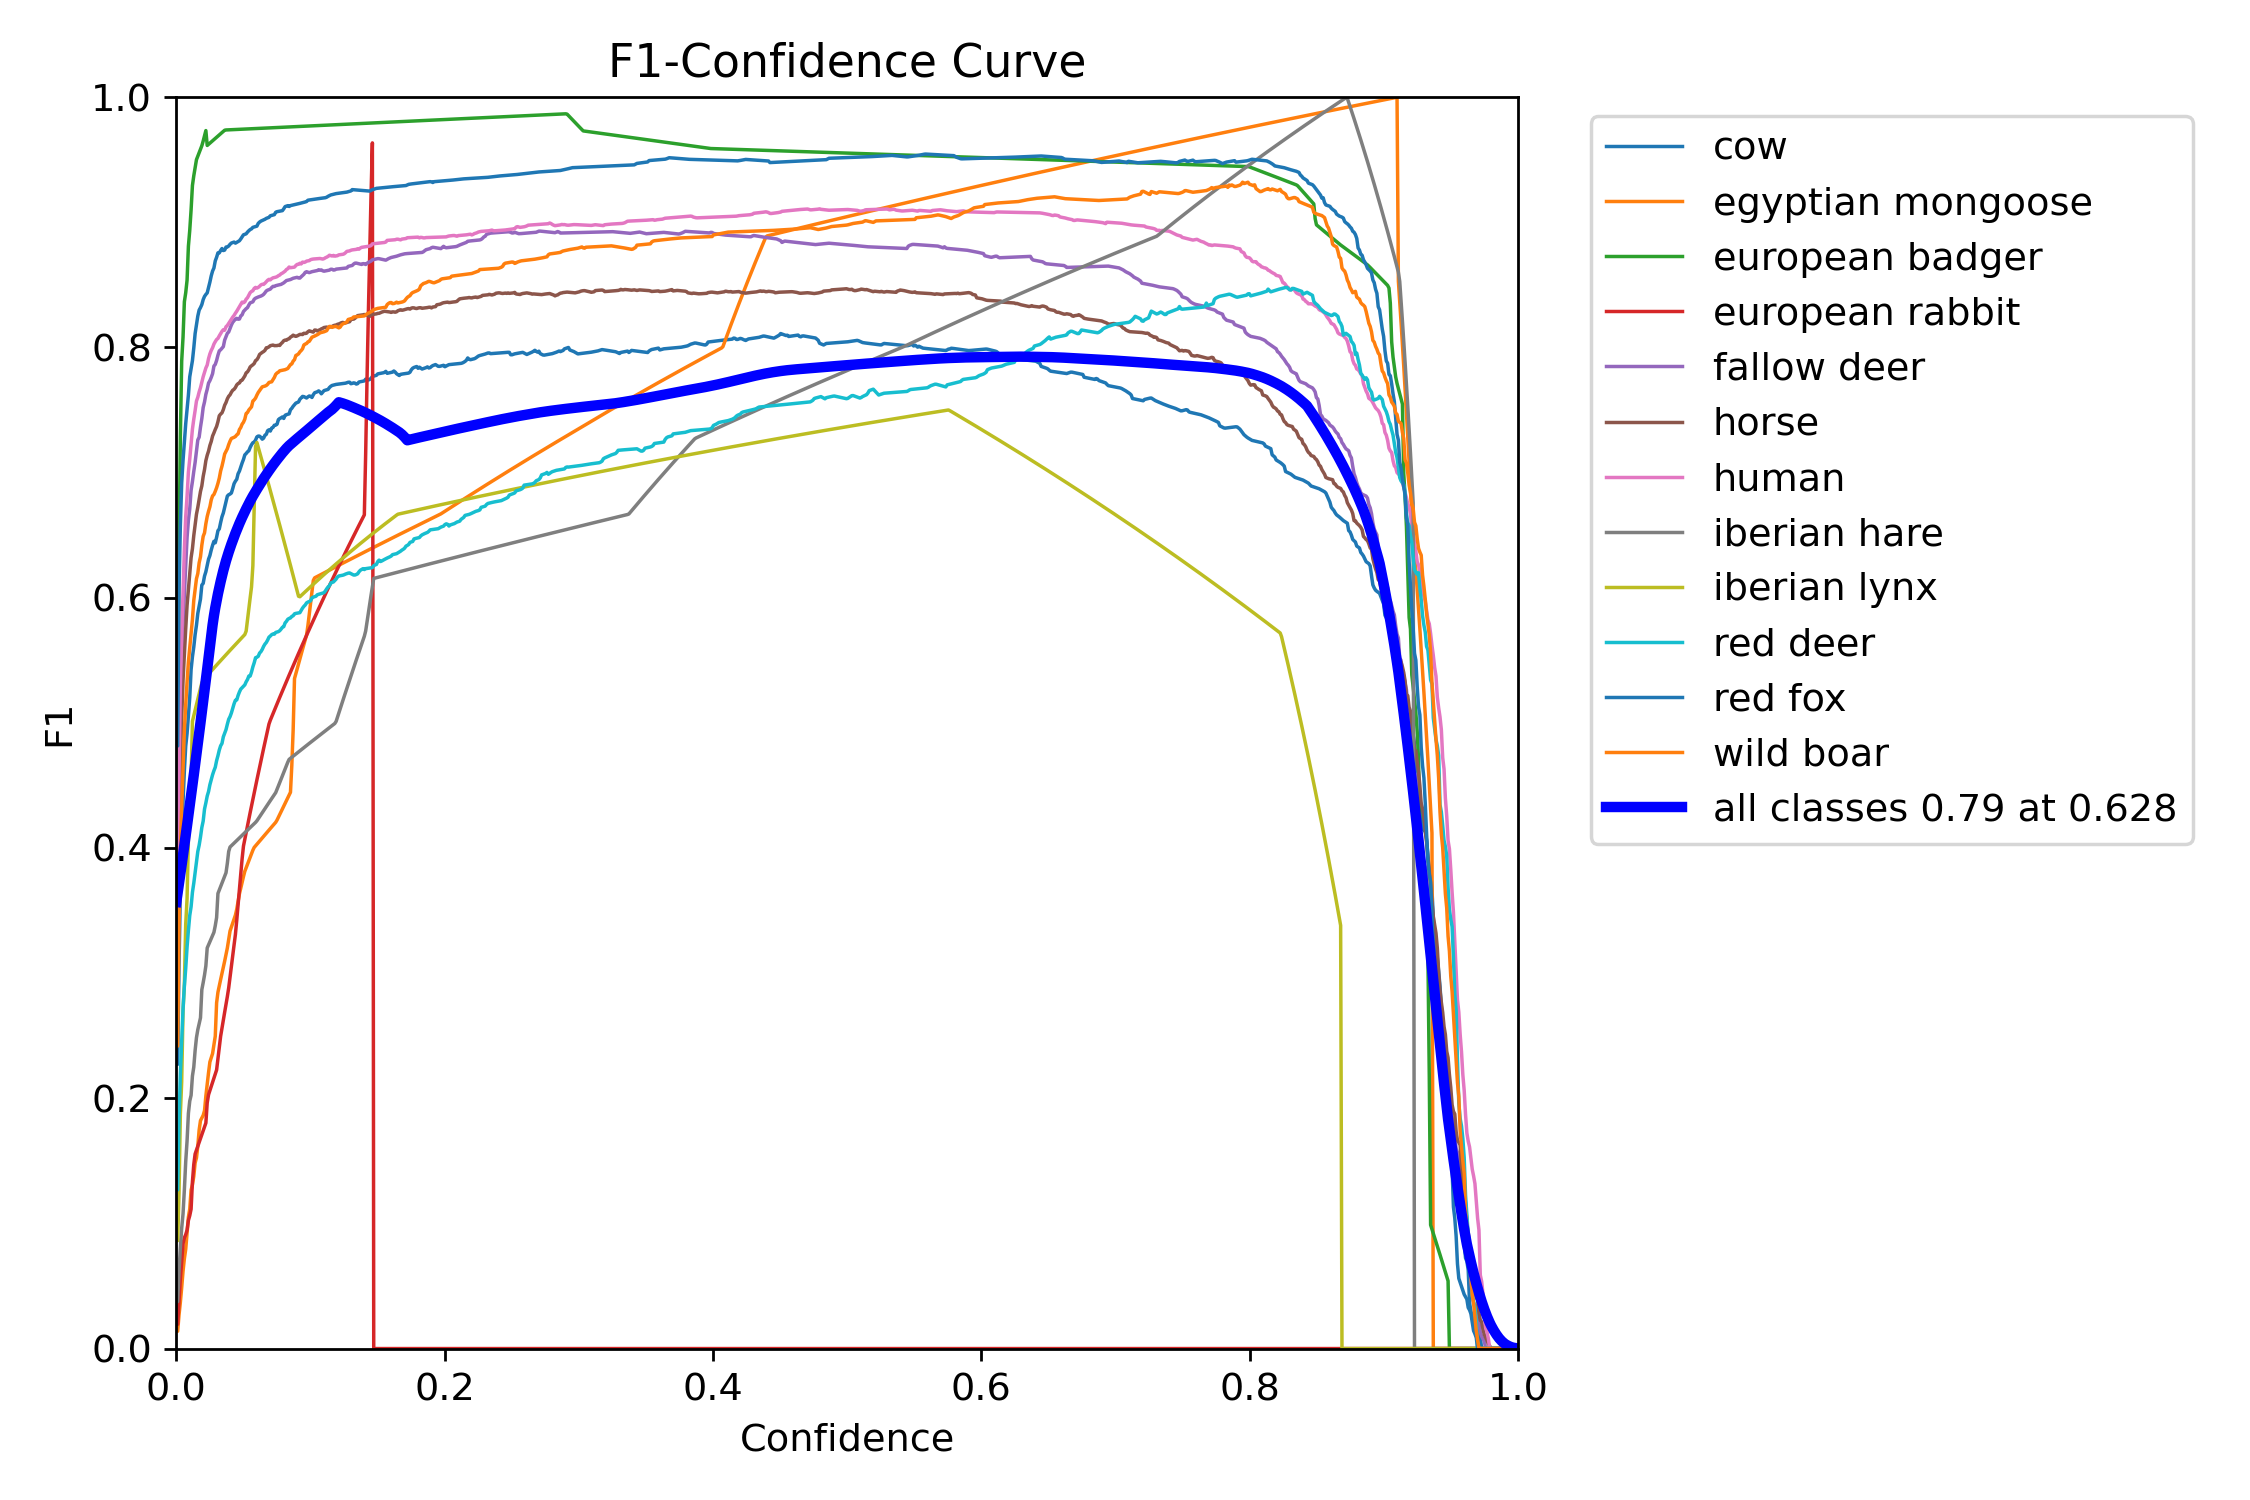 F1-Confidence Curve
1.0
0.8
0.6
0.4
0.2
0.0
F1
0.0 0.2 0.4 0.6 0.8 1.0
Confidence
cow
egyptian mongoose
european badger
european rabbit
fallow deer
horse
human
iberian hare
iberian lynx
red deer
red fox
wild boar
all classes 0.79 at 0.628